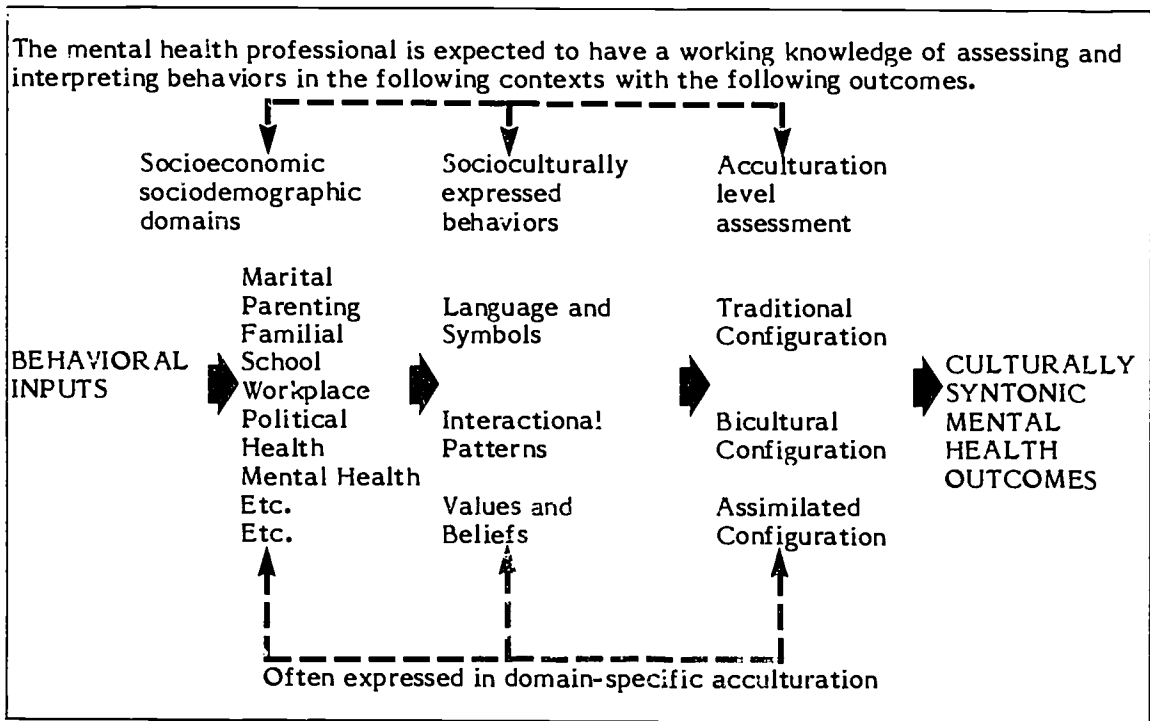 The mental health professional is expected to have a working knowledge of assessing and
interpreting behaviors in the following contexts with the following outcomes.
Socioeconomic
sociodemographic
domains
Socioculturally
expressed
behaviors
Acculturation
level
assessment
BEHAVIORAL
INPUTS
Marital
Parenting
Familial
School
Workplace
Political
Health
Mental Health
Etc.
Etc.
Language and
Symbols
Interactional
Patterns
Values and
Beliefs
Traditional
Configuration
Bicultural
Configuration
Assimilated
Configuration
CULTURALLY
SYNTONIC
MENTAL
HEALTH
OUTCOMES
Often expressed in domain-specific acculturation